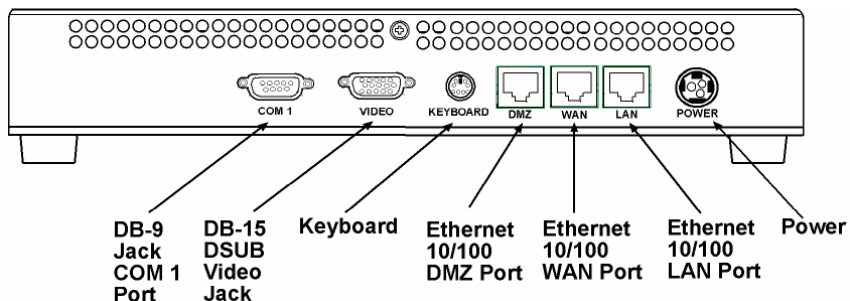 COM 1
VIDEO
KEYBOARD
DMZ
WAN
LAN
POWER
DB-9
Jack
COM 1
Port
DB-15
DSUB
Video
Jack
Keyboard
Ethernet
10/100
DMZ Port
Ethernet
10/100
WAN Port
Ethernet
10/100
LAN Port
Power